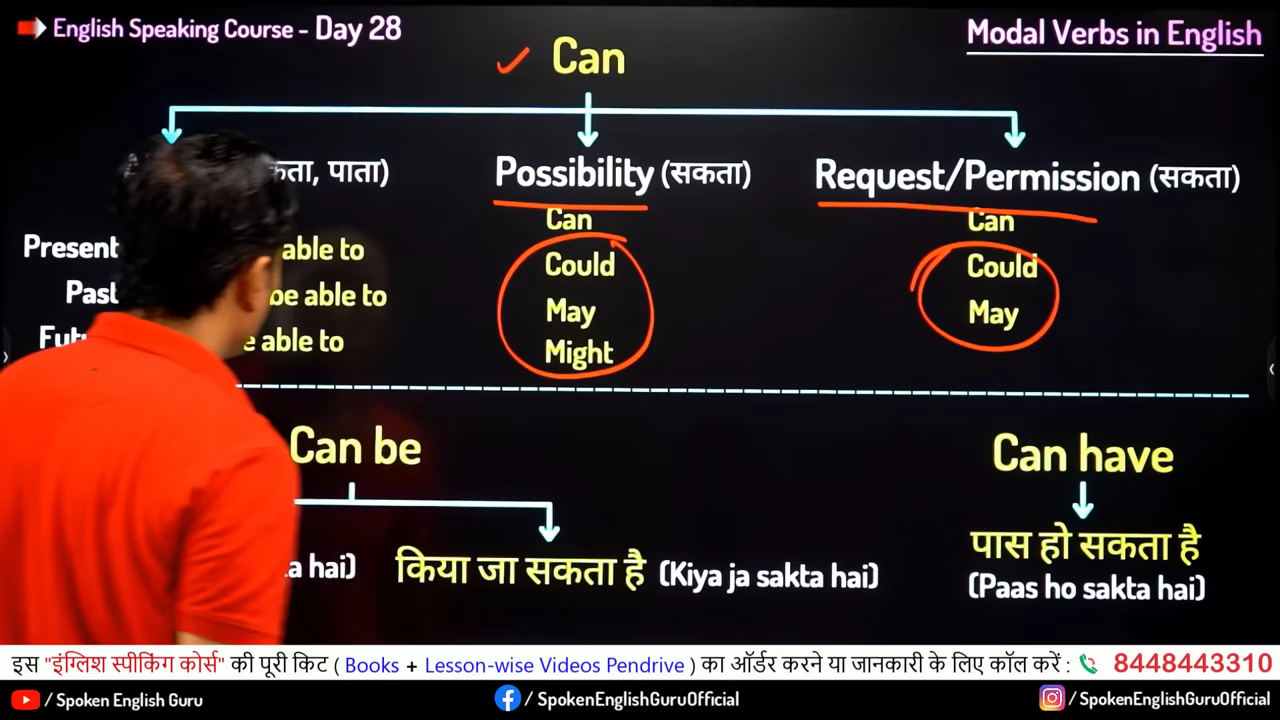 English Speaking Course - Day 28
Modal Verbs in English
Can
पाता)
Possibility (सकता)
Request/Permission (सकता)
Can
Can
Present
able to
Could
Could
Past
be able to
May
May
able to
Might
Can be
Can have
hai)
किया जा सकता है (Kiya ja sakta hai)
पास हो सकता है
(Paas ho sakta hai)
इस "इंग्लिश स्पीकिंग कोर्स" की पूरी किट ( Books + Lesson-wise Videos Pendrive ) का ऑर्डर करने या जानकारी के लिए कॉल करें : 8448443310
/ Spoken English Guru
/ SpokenEnglishGuruOfficial
/ SpokenEnglishGuruOfficial